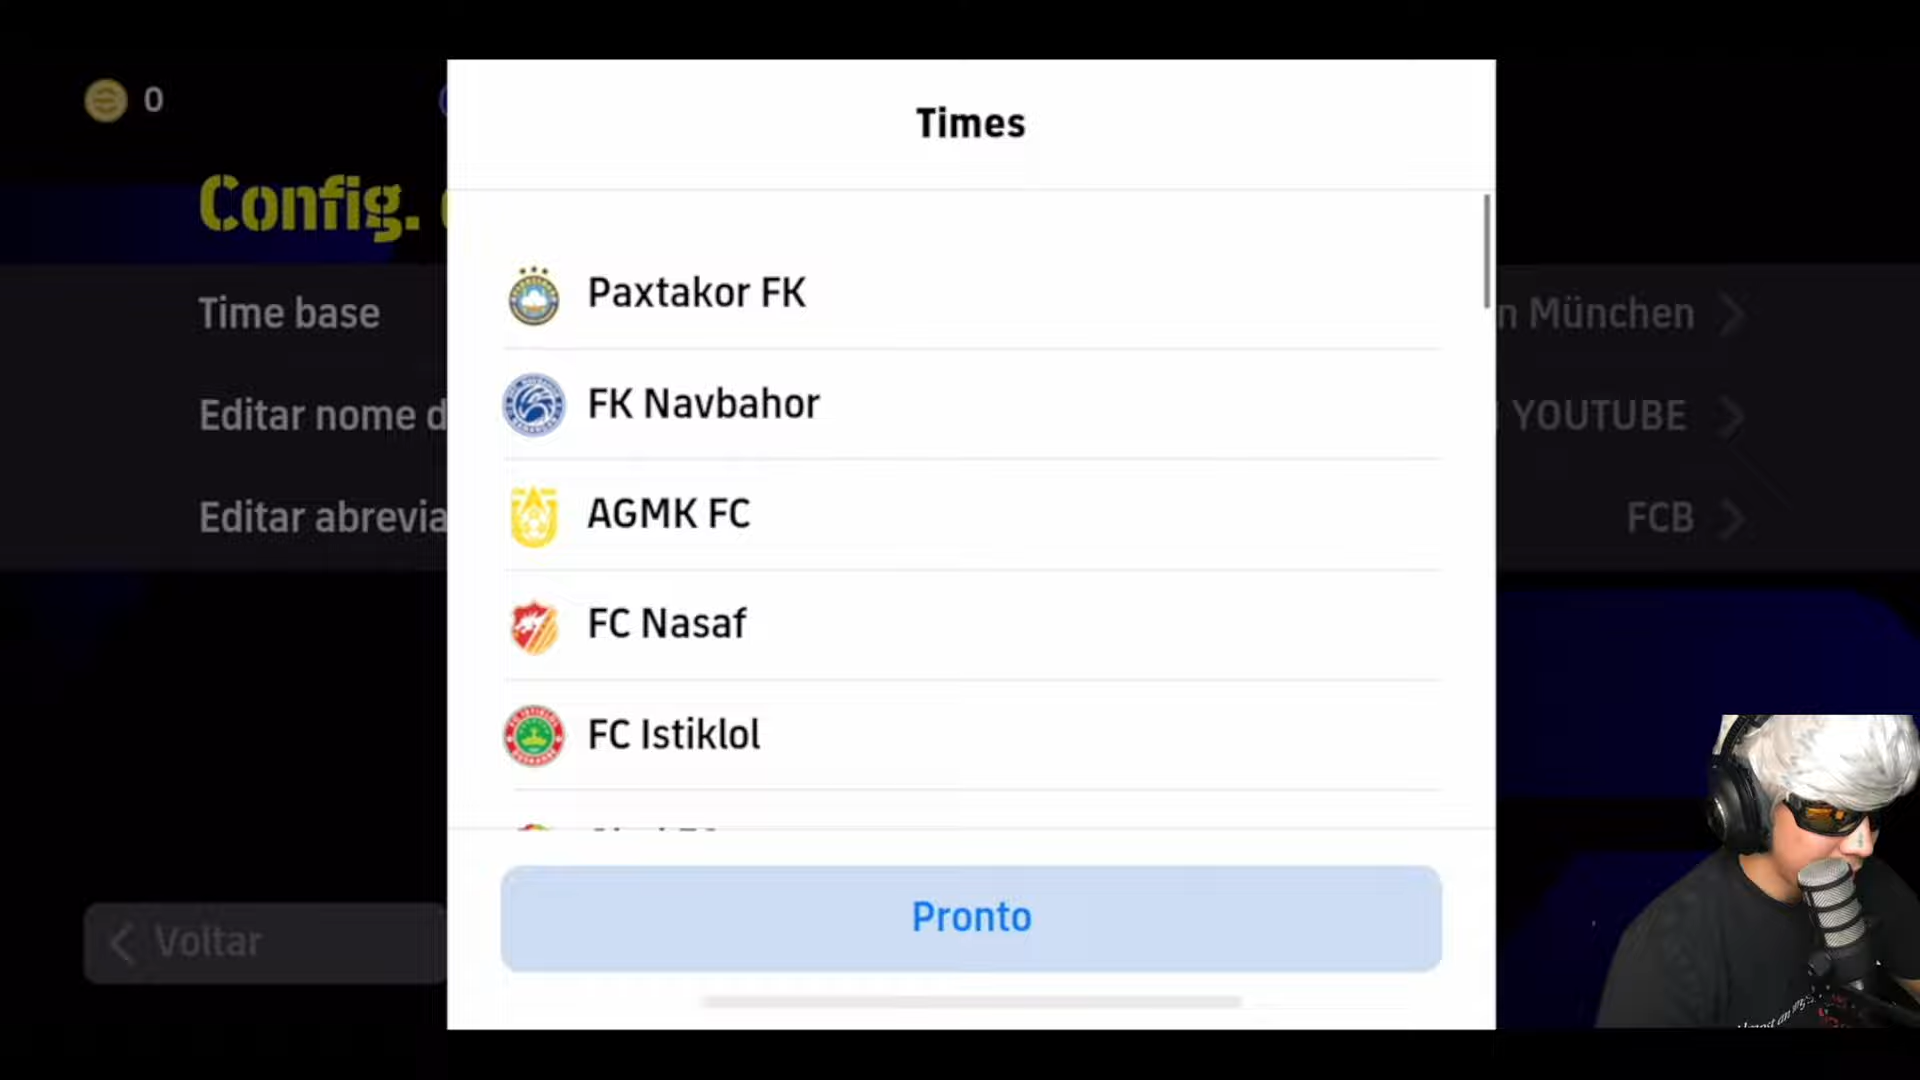 0
Times
Config.
Paxtakor FK
Time base
n München
FK Navbahor
Editar nome d
YOUTUBE
AGMK FC
Editar abrevia
FCB
FC Nasaf
FC Istiklol
Pronto
Voltar